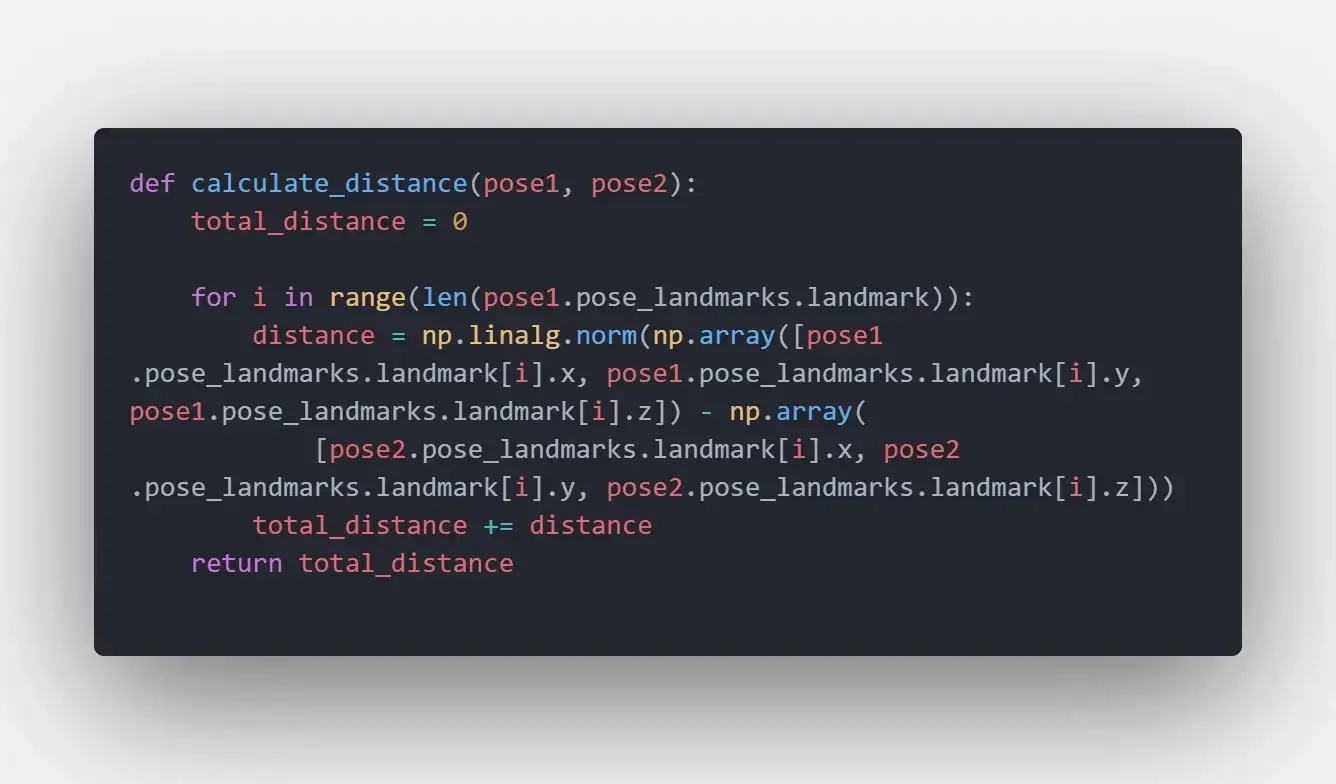 def calculate_distance(pose1, pose2):
    total_distance = 0

    for i in range(len(pose1.pose_landmarks.landmark)):
        distance = np.linalg.norm(np.array([pose1
.pose_landmarks.landmark[i].x, pose1.pose_landmarks.landmark[i].y,
pose1.pose_landmarks.landmark[i].z]) - np.array(
            [pose2.pose_landmarks.landmark[i].x, pose2
.pose_landmarks.landmark[i].y, pose2.pose_landmarks.landmark[i].z]))
        total_distance += distance
    return total_distance